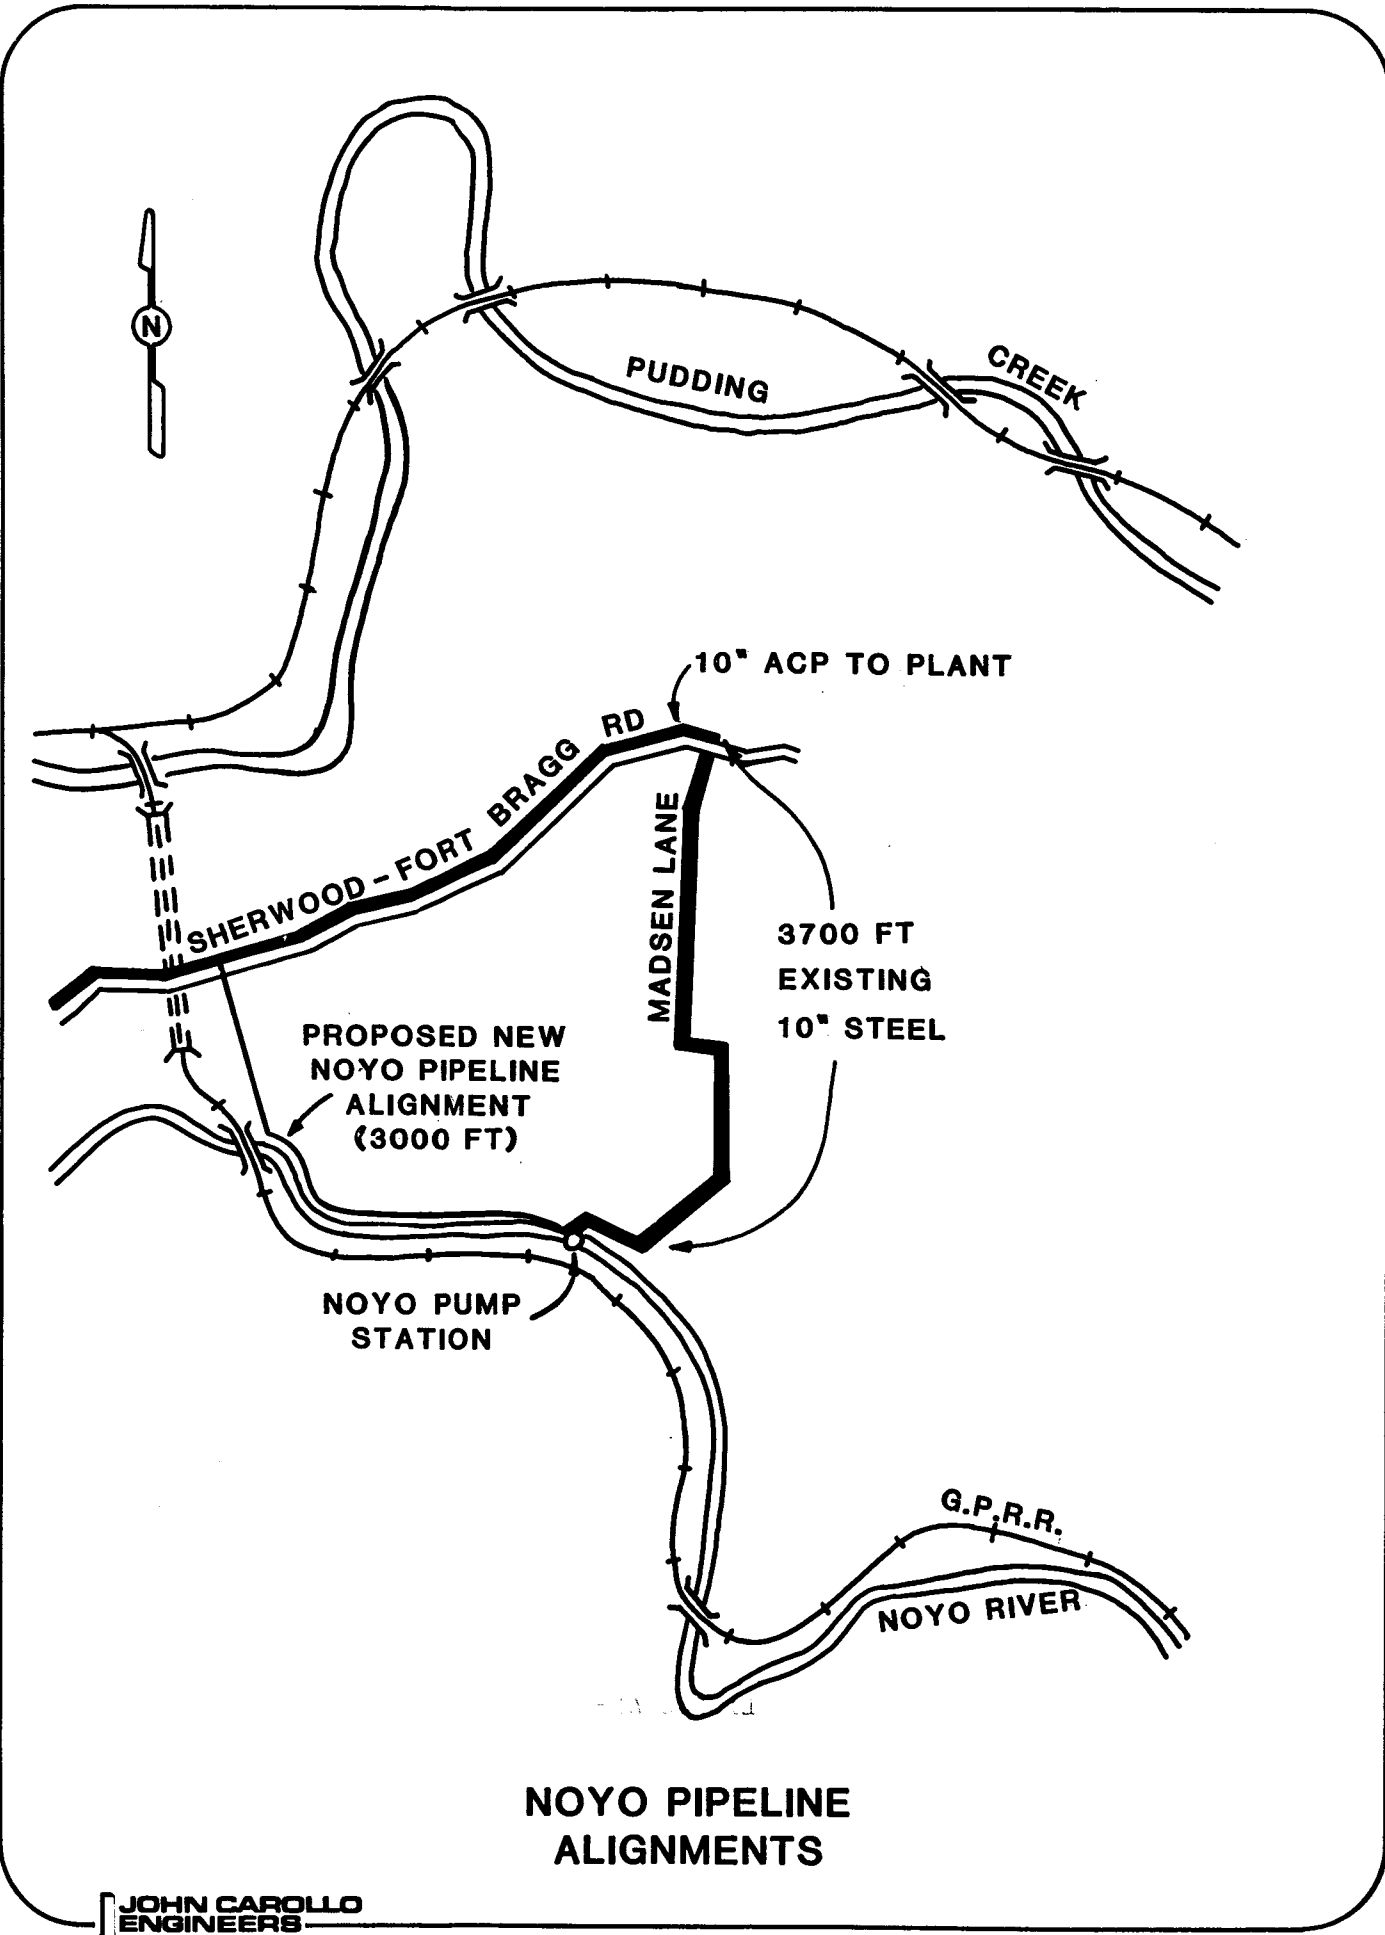 N
PUDDING
CREEK
10" ACP TO PLANT
SHERWOOD - FORT BRAGG RD
MADSEN LANE
3700 FT
EXISTING
10" STEEL
PROPOSED NEW
NOYO PIPELINE
ALIGNMENT
(3000 FT)
NOYO PUMP
STATION
G.P.R.R.
NOYO RIVER
NOYO PIPELINE
ALIGNMENTS
JOHN CAROLLO
ENGINEERS